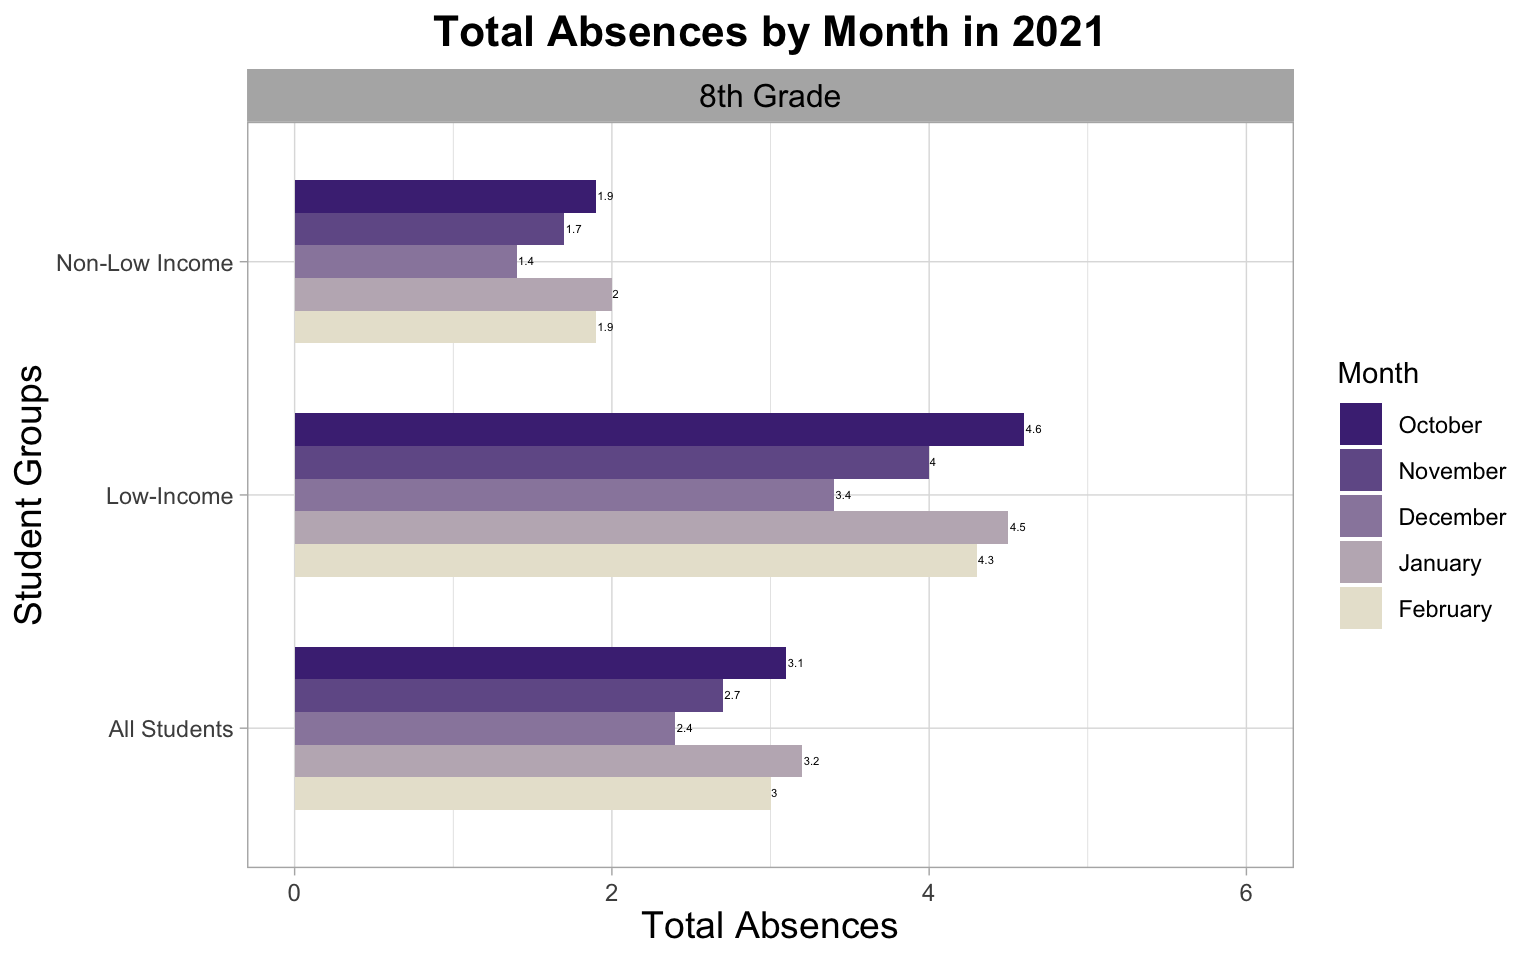 Total Absences by Month in 2021
8th Grade
Student Groups
Non-Low Income
1.9
1.7
1.4
2
1.9
Low-Income
4.6
4
3.4
4.5
4.3
All Students
3.1
2.7
2.4
3.2
3
0 2 4 6
Total Absences
Month
October
November
December
January
February